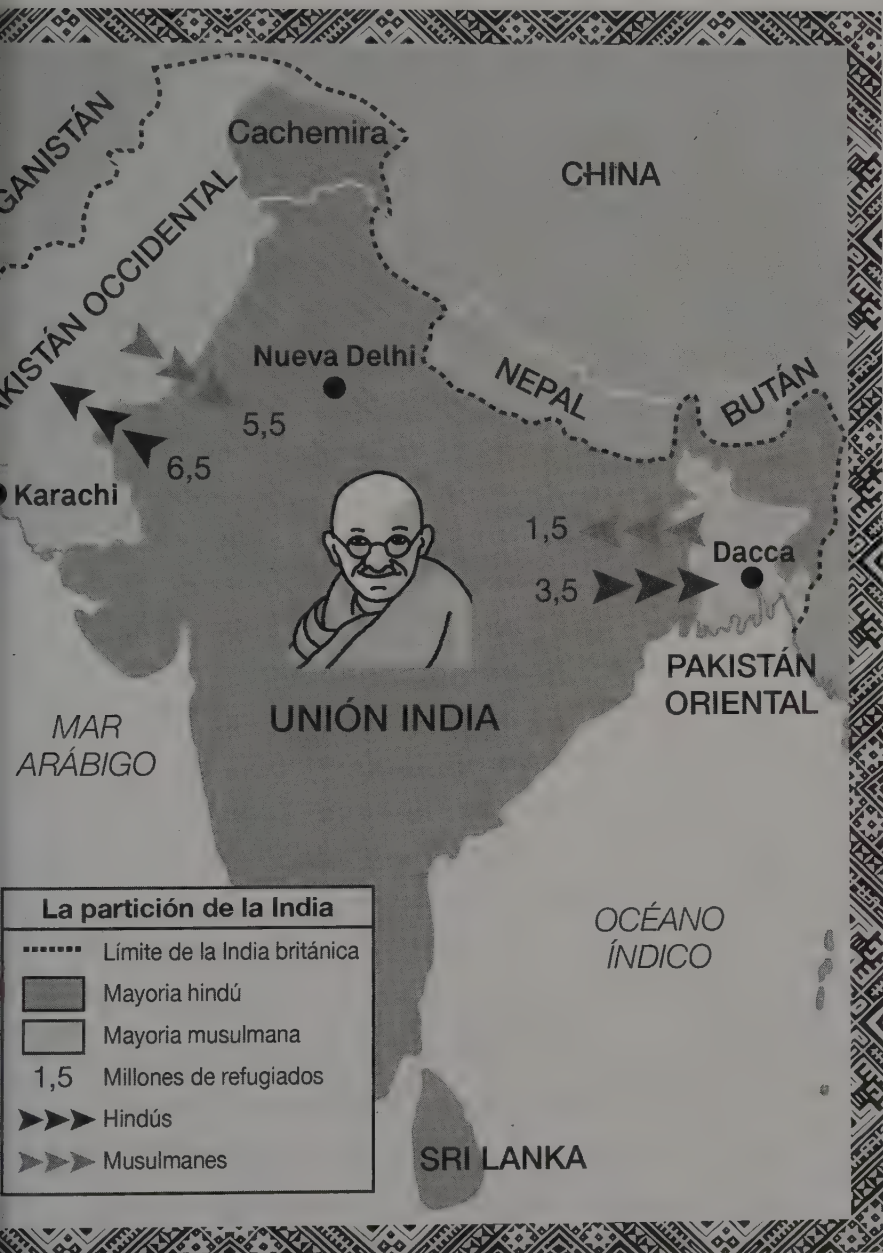 GANISTÁN
Cachemira
CHINA
KISTÁN OCCIDENTAL
Nueva Delhi
NEPAL
BUTÁN
5,5
6,5
Karachi
1,5
Dacca
3,5
PAKISTÁN
ORIENTAL
UNIÓN INDIA
MAR
ARÁBIGO
OCÉANO
ÍNDICO
La partición de la India
Límite de la India británica
Mayoria hindú
Mayoria musulmana
1,5 Millones de refugiados
Hindús
Musulmanes
SRI LANKA